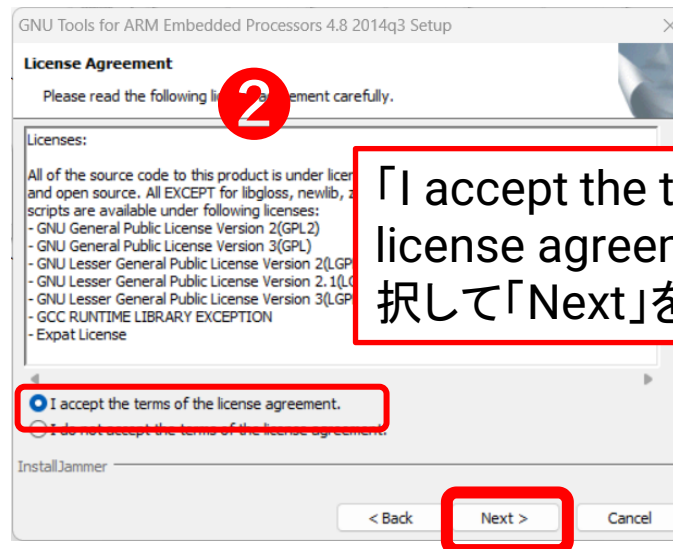 GNU Tools for ARM Embedded Processors 4.8 2014q3 Setup
License Agreement
Please read the following ement carefully.
2
Licenses:
All of the source code to this product is under
and open source. All EXCEPT for libgloss, newlib,
scripts are available under following licenses:
- GNU General Public License Version 2(GPL2)
- GNU General Public License Version 3(GPL)
- GNU Lesser General Public License Version 2(LGP
- GNU Lesser General Public License Version 2.1(LG
- GNU Lesser General Public License Version 3(LGP
- GCC RUNTIME LIBRARY EXCEPTION
- Expat License
「I accept the t
license agreem
択して「Next」を
I accept the terms of the license agreement.
I do not accept the terms of the license agreement.
InstallJammer
< Back Next > Cancel